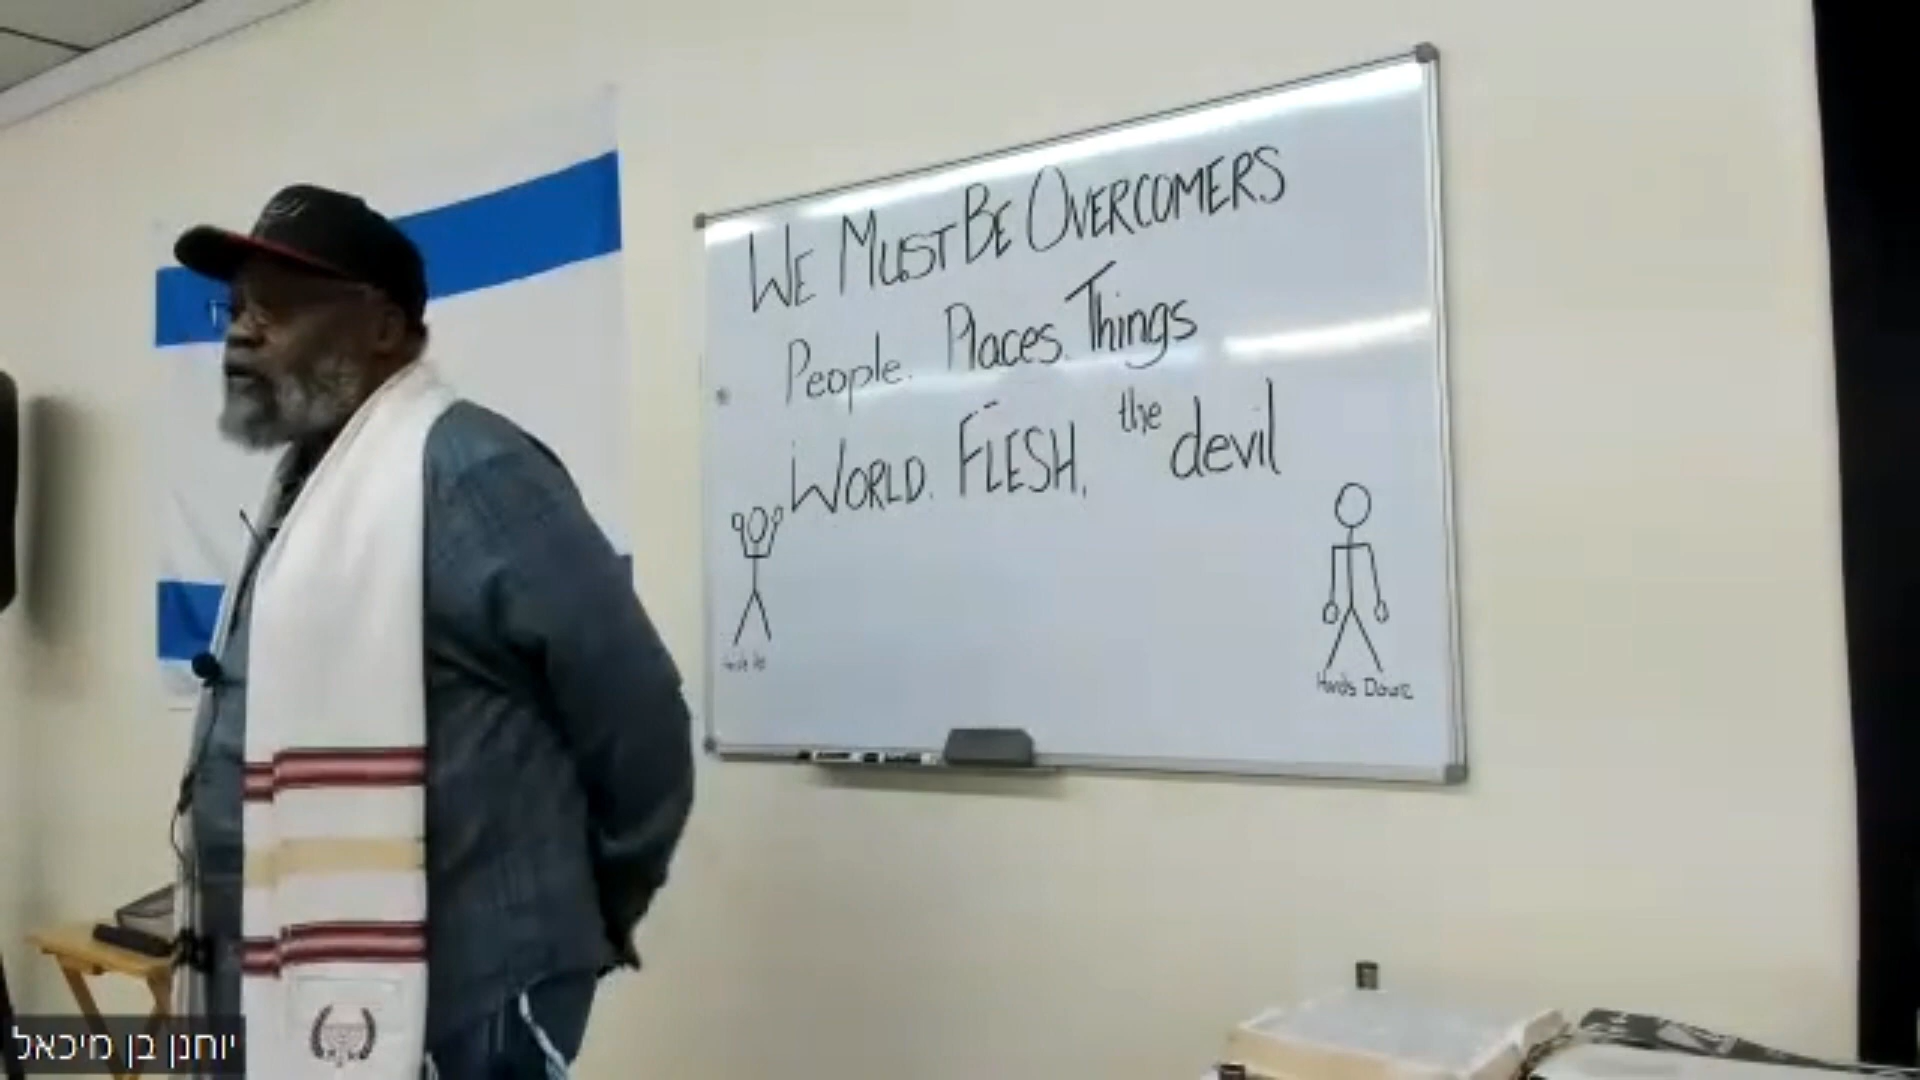 WE MUST BE OVERCOMERS
People. Places. Things
WORLD. FLESH, the devil
Hands Down
יוחנן בן מיכאל